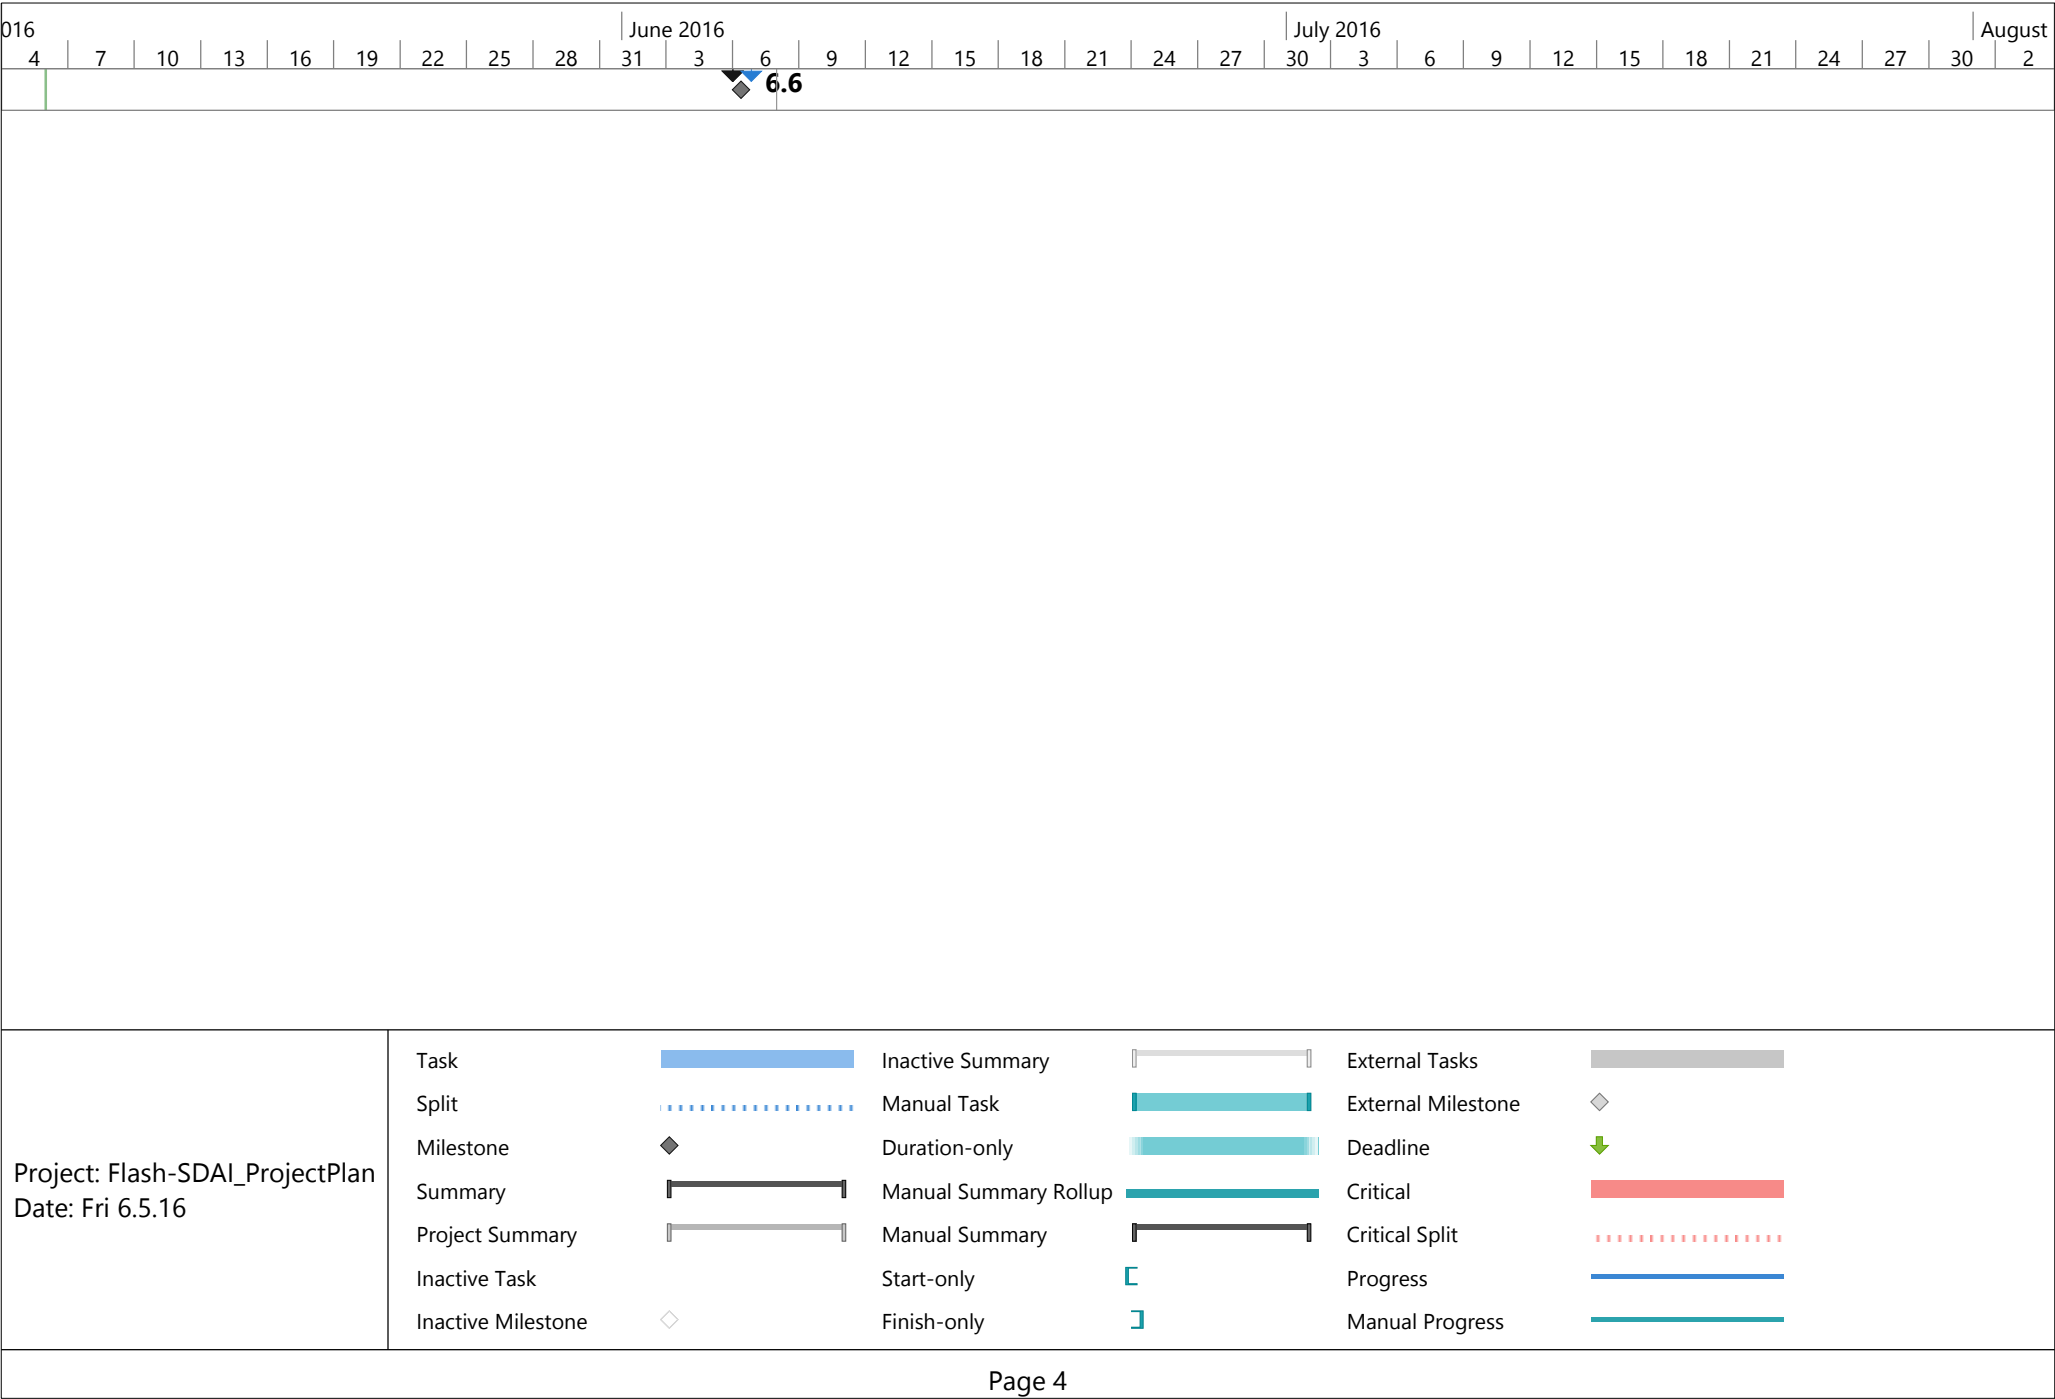 016 June 2016 July 2016 August
4 7 10 13 16 19 22 25 28 31 3 6 9 12 15 18 21 24 27 30 3 6 9 12 15 18 21 24 27 30 2
6.6
Project: Flash-SDAI_ProjectPlan
Date: Fri 6.5.16
Task
Split
Milestone
Summary
Project Summary
Inactive Task
Inactive Milestone
Inactive Summary
Manual Task
Duration-only
Manual Summary Rollup
Manual Summary
Start-only
Finish-only
External Tasks
External Milestone
Deadline
Critical
Critical Split
Progress
Manual Progress
Page 4